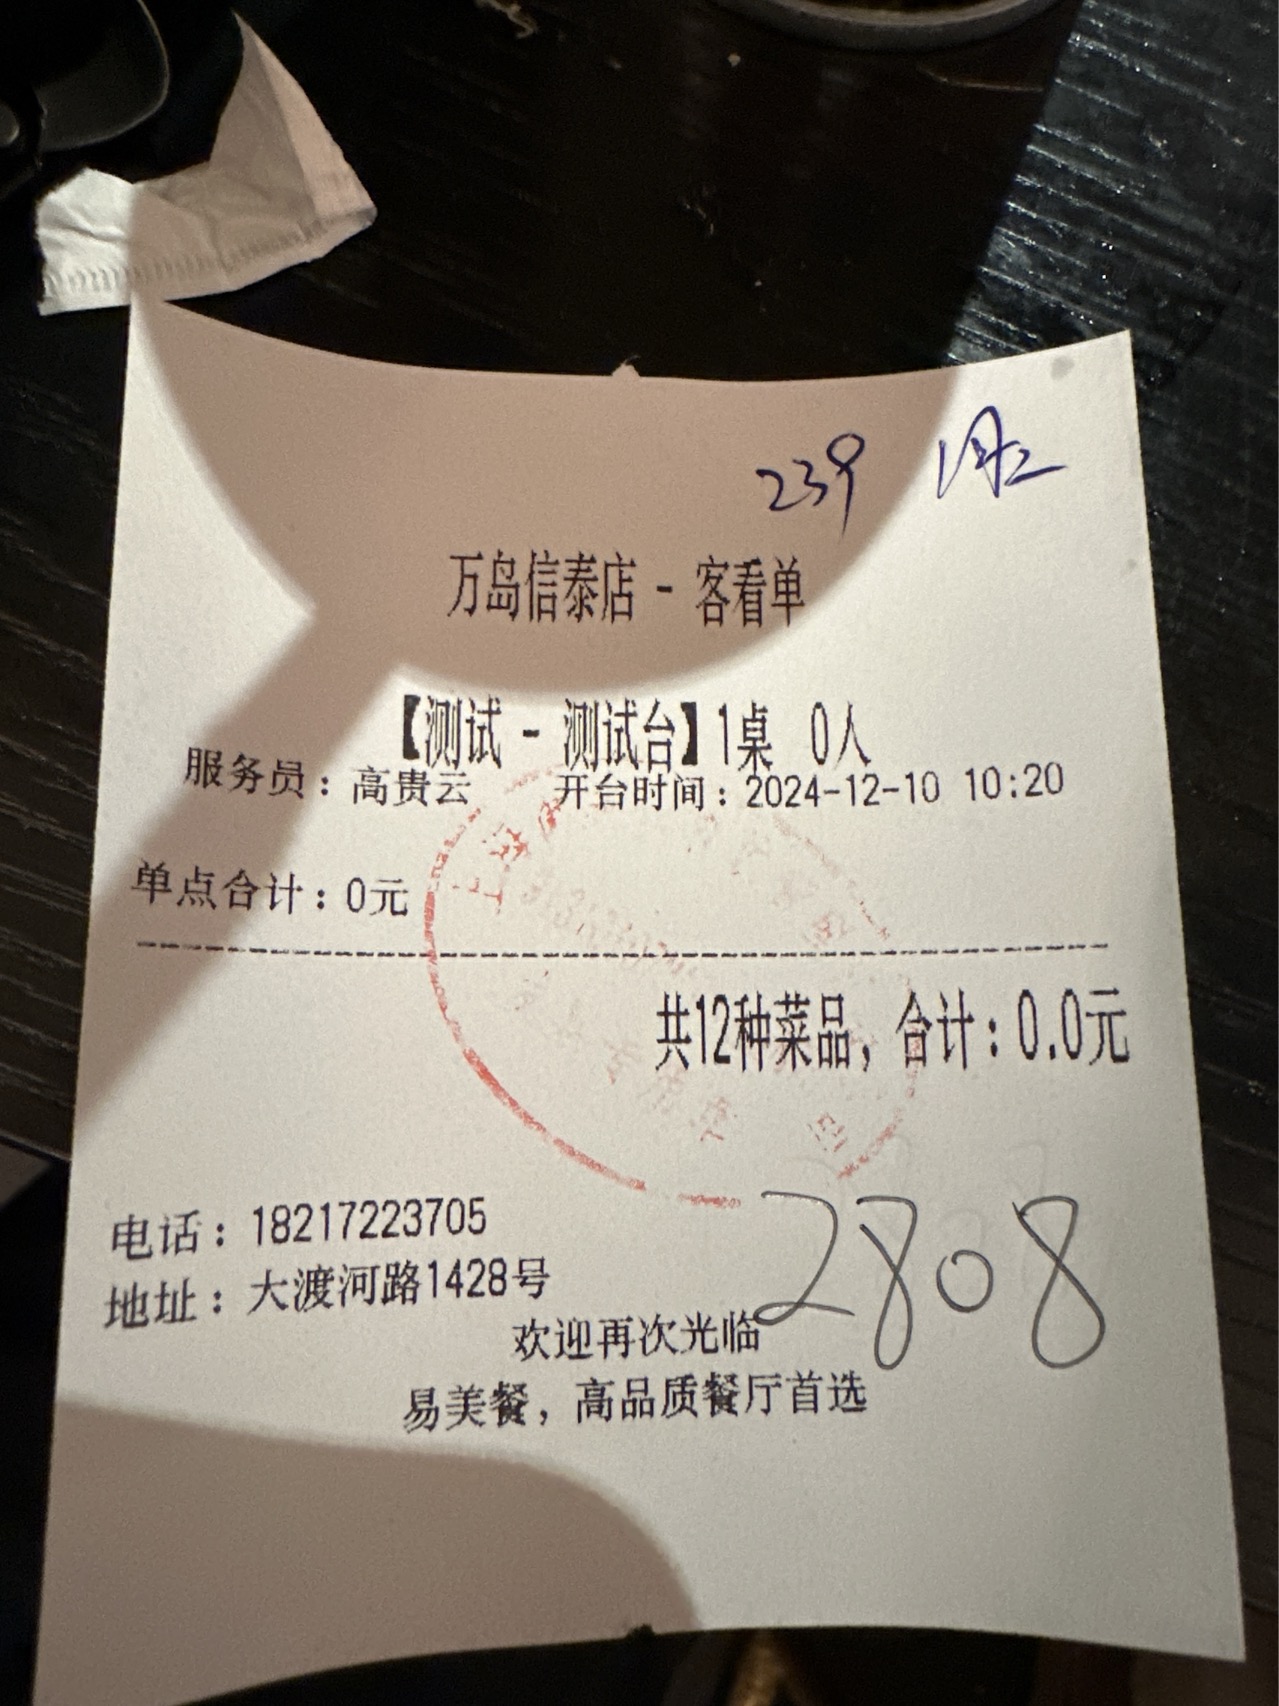 239
万岛信泰店 - 客看单
【测试 - 测试台】1桌 0人
服务员：高贵云 开台时间：2024-12-10 10:20
单点合计：0元
共12种菜品，合计：0.0元
电话：18217223705
2808
地址：大渡河路1428号
欢迎再次光临
易美餐，高品质餐厅首选